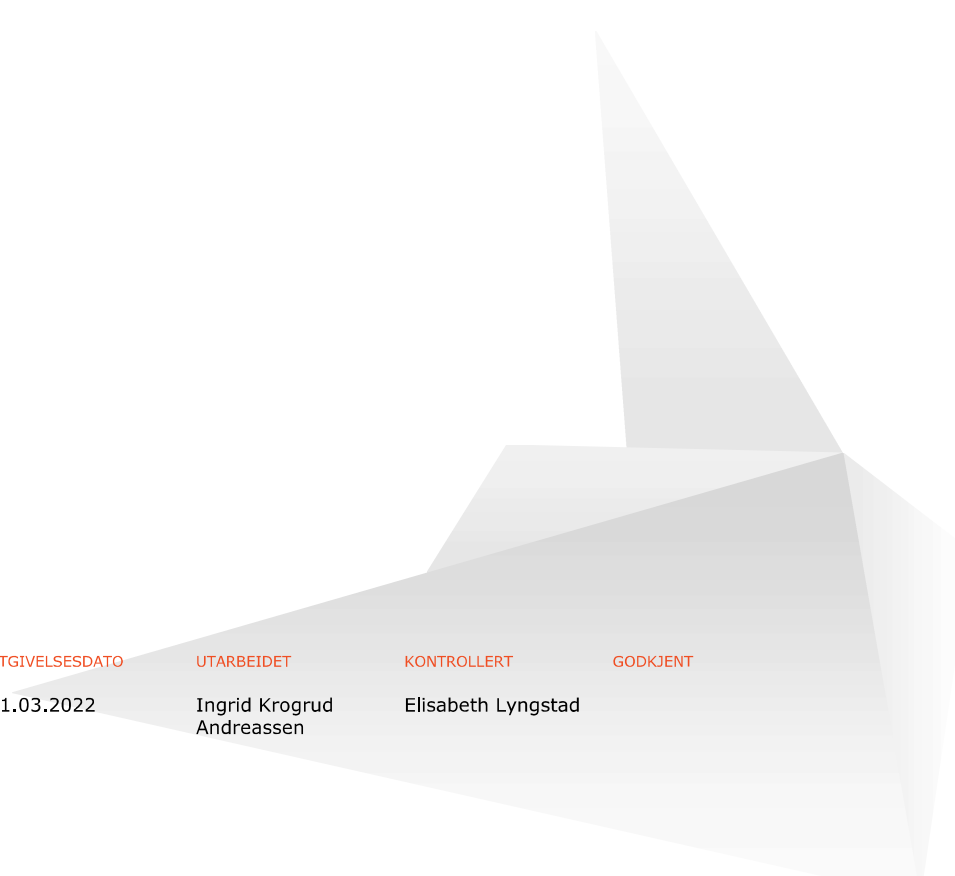 TGIVELSESDATO UTARBEIDET KONTROLLERT GODKJENT
1.03.2022 Ingrid Krogrud Elisabeth Lyngstad
Andreassen